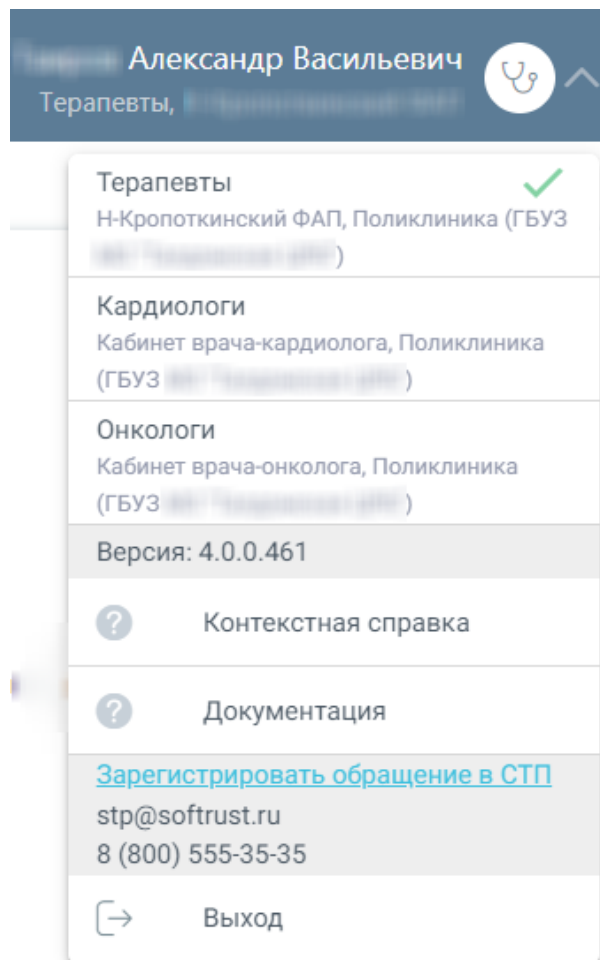 Александр Васильевич
Терапевты,
Терапевты
Н-Кропоткинский ФАП, Поликлиника (ГБУЗ
)
Кардиологи
Кабинет врача-кардиолога, Поликлиника
(ГБУЗ )
Онкологи
Кабинет врача-онколога, Поликлиника
(ГБУЗ )
Версия: 4.0.0.461
? Контекстная справка
? Документация
Зарегистрировать обращение в СТП
stp@softrust.ru
8 (800) 555-35-35
Выход